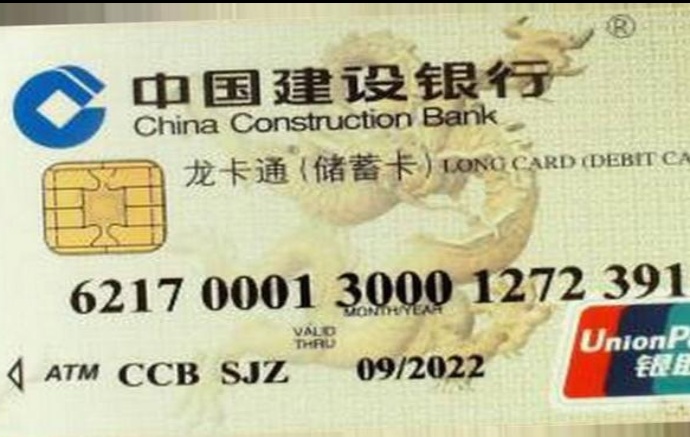 ®
中国建设银行
China Construction Bank
龙卡通(储蓄卡) LONG CARD (DEBIT CA
6217 0001 3000 1272 391
MONTH/YEAR
VALID
THRU
ATM CCB SJZ 09/2022
UnionPa
银联